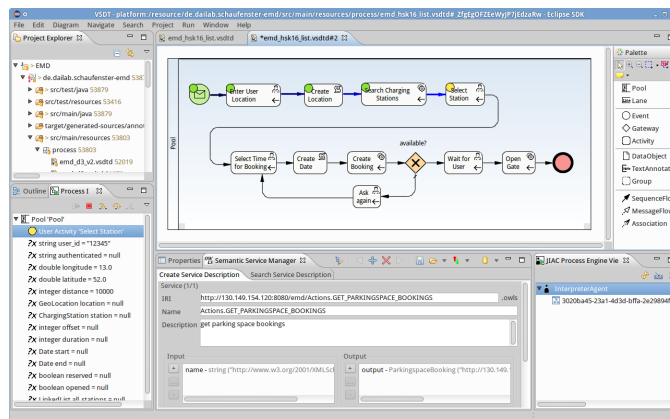 VSDT - platform:/resource/de.dailab.schaufenster-emd/src/main/resources/process/emd_hsk16_list.vsdtd#_ZfgEgOFZEeWyjP7jEdzaRw - Eclipse SDK
File Edit Diagram Navigate Search Project Run Window Help
Project Explorer
EMD
de.dailab.schaufenster-emd 5387
src/test/java 53879
src/test/resources 53416
src/main/java 53879
target/generated-sources/annot
src/main/resources 53803
process 53803
emd_d3_v2.vsdtd 52019
emd_hsk16_list.vsdtd
*emd_hsk16_list.vsdtd#2
Pool
Enter User Location
Create Location
Search Charging Stations
Select Station
available?
Select Time for Booking
Create Date
Create Booking
Wait for User
Open Gate
Ask again
Palette
Pool
Lane
Event
Gateway
Activity
DataObject
TextAnnotat
Group
SequenceFlo
MessageFlow
Association
Outline
Process I
Pool 'Pool'
User Activity 'Select Station'
?x string user_id = "12345"
?x string authenticated = null
?x double longitude = 13.0
?x double latitude = 52.0
?x integer distance = 10000
?x GeoLocation location = null
?x ChargingStation station = null
?x integer offset = null
?x integer duration = null
?x Date start = null
?x Date end = null
?x boolean reserved = null
?x boolean opened = null
?x LinkedList all_stations = null
Properties
Semantic Service Manager
Create Service Description
Search Service Description
Service (1/1)
IRI
http://130.149.154.120:8080/emd/Actions.GET_PARKINGSPACE_BOOKINGS
.owls
Name
Actions.GET_PARKINGSPACE_BOOKINGS
Description
get parking space bookings
Input
name - string ("http://www.w3.org/2001/XMLSc
Output
output - ParkingspaceBooking ("http://130.149.
JIAC Process Engine Vie
InterpreterAgent
3020ba45-23a1-4d3d-bffa-2e29894f